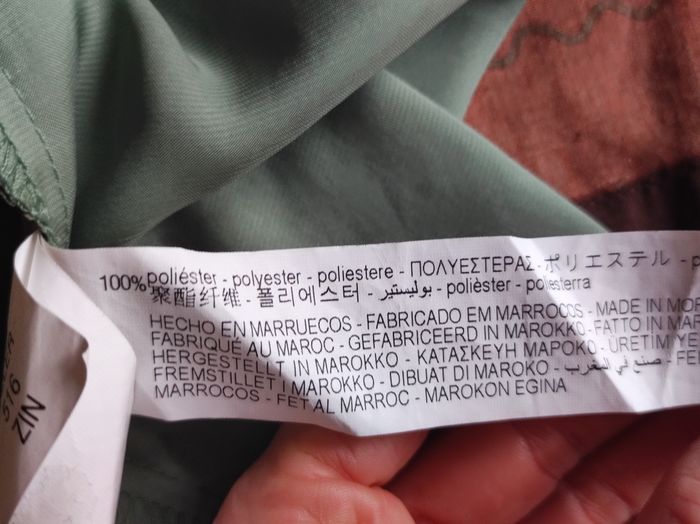 100% poliéster - polyester - poliestere - ΠΟΛΥΕΣΤΕΡΑΣ - ポリエステル -
聚酯纤维 - 폴리에스터 - بوليستير - polièster - poliesterra
HECHO EN MARRUECOS - FABRICADO EM MARROCOS - MADE IN
FABRIQUÉ AU MAROC - GEFABRICEERD IN MAROKKO - FATTO IN
HERGESTELLT IN MAROKKO - ΚΑΤΑΣΚΕΥΗ ΜΑΡΟΚΟ - ÜRETIM
FREMSTILLET I MAROKKO - DIBUAT DI MAROKO - صنع في المغرب -
MARROCOS - FET AL MARROC - MAROKON EGINA
516
ZIN